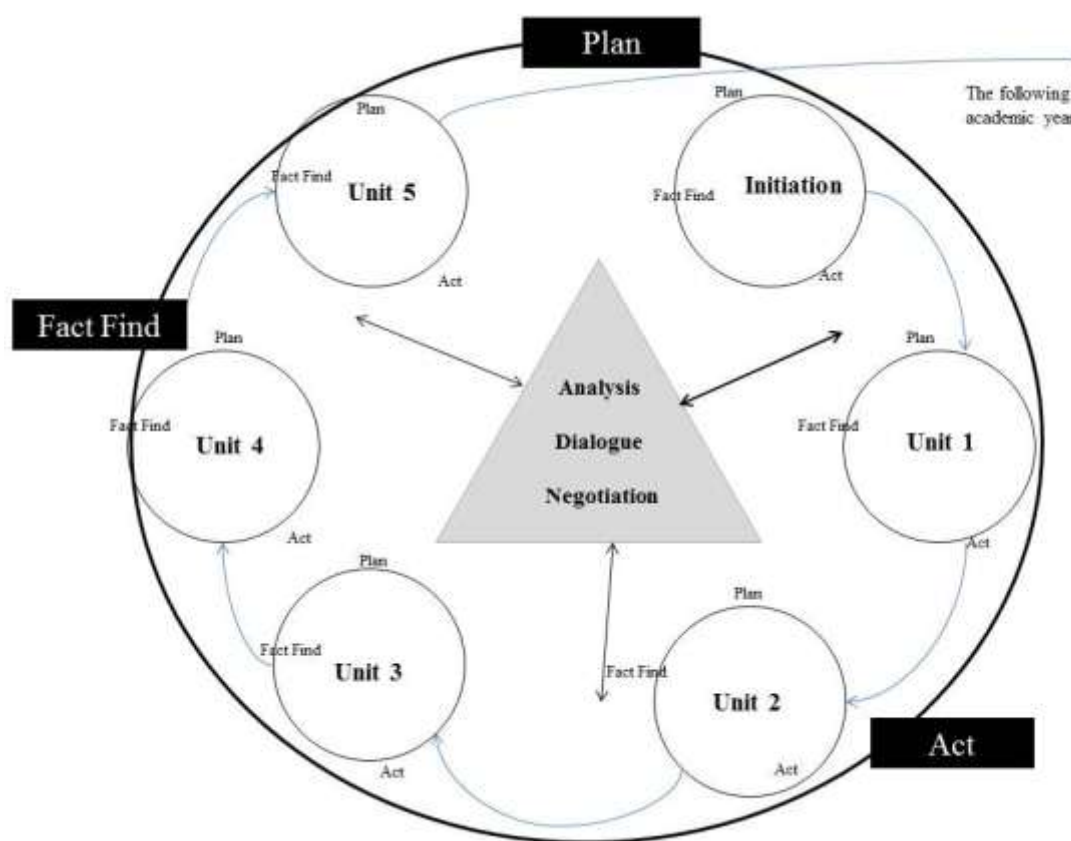 Plan
The following
academic year
Plan
Fact Find
Unit 5
Act
Plan
Fact Find
Initiation
Act
Fact Find
Plan
Fact Find
Unit 4
Act
Analysis
Dialogue
Negotiation
Plan
Fact Find
Unit 1
Act
Plan
Fact Find
Unit 3
Act
Plan
Fact Find
Unit 2
Act
Act